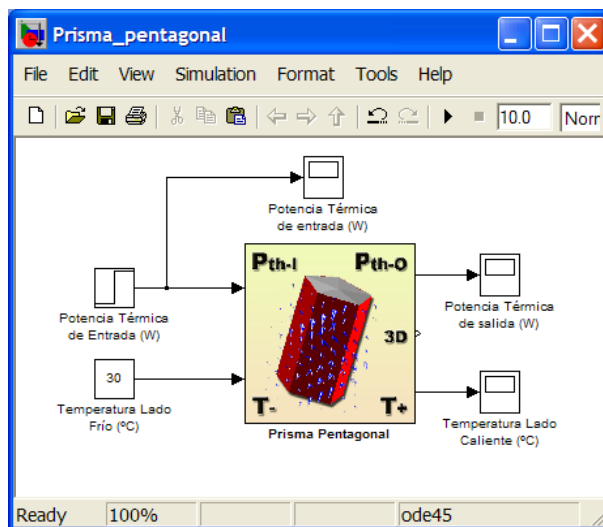 Prisma_pentagonal
File Edit View Simulation Format Tools Help
10.0 Norr
Potencia Térmica
de entrada (W)
Pth-I Pth-O
Potencia Térmica
de Entrada (W)
Potencia Térmica
de salida (W)
3D
30
T- T+
Temperatura Lado
Frío (ºC)
Prisma Pentagonal
Temperatura Lado
Caliente (ºC)
Ready 100% ode45